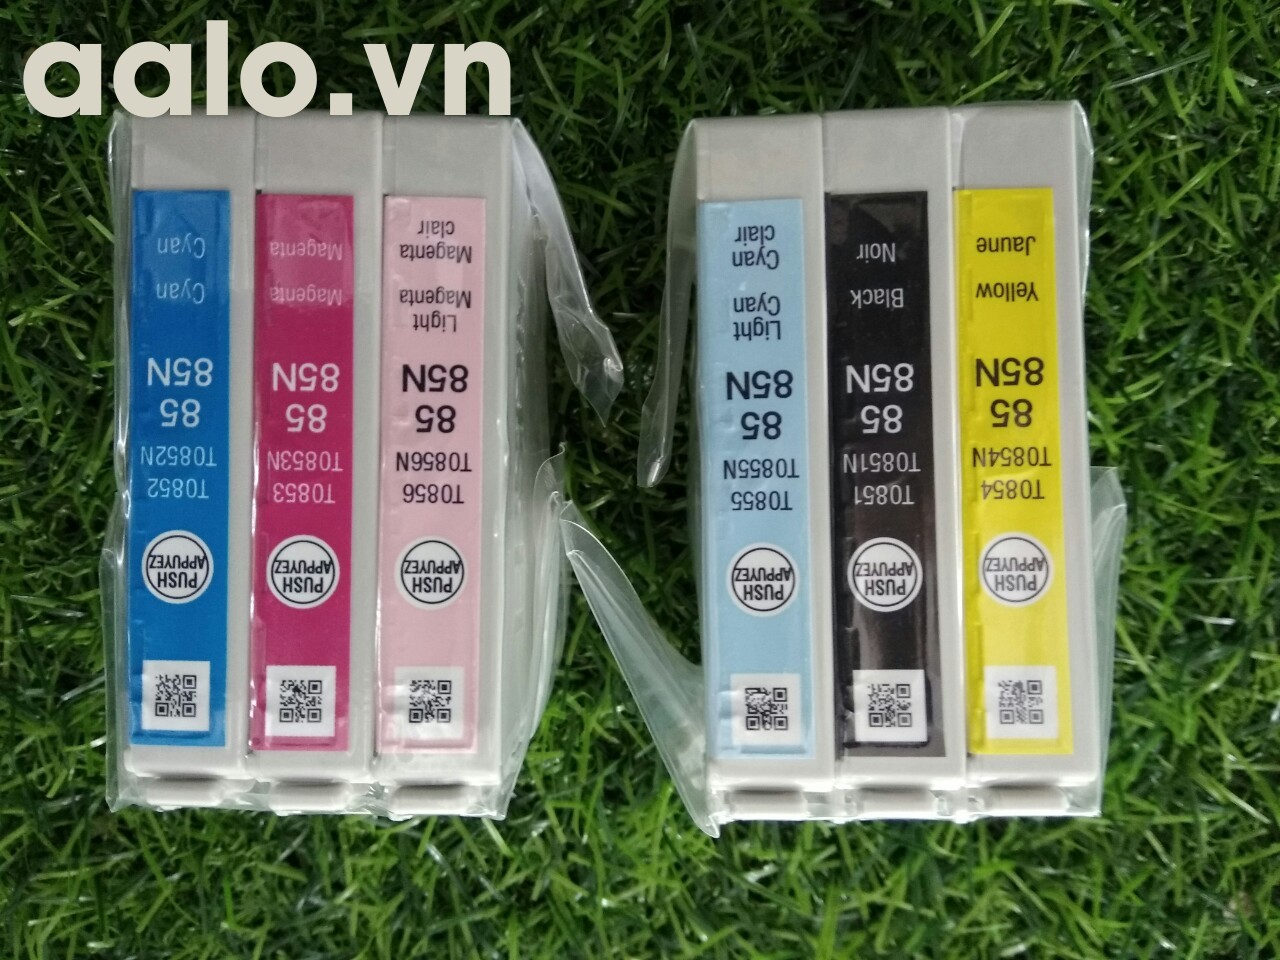 aalo.vn
PUSH
APPUYEZ
T0852
T0852N
85
85N
Cyan
Cyan
PUSH
APPUYEZ
T0853
T0853N
85
85N
Magenta
Magenta
PUSH
APPUYEZ
T0856
T0856N
85
85N
Light
Magenta
Magenta
clair
PUSH
APPUYEZ
T0855
T0855N
85
85N
Light
Cyan
Cyan
clair
PUSH
APPUYEZ
T0851
T0851N
85
85N
Black
Noir
PUSH
APPUYEZ
T0854
T0854N
85
85N
Yellow
Jaune